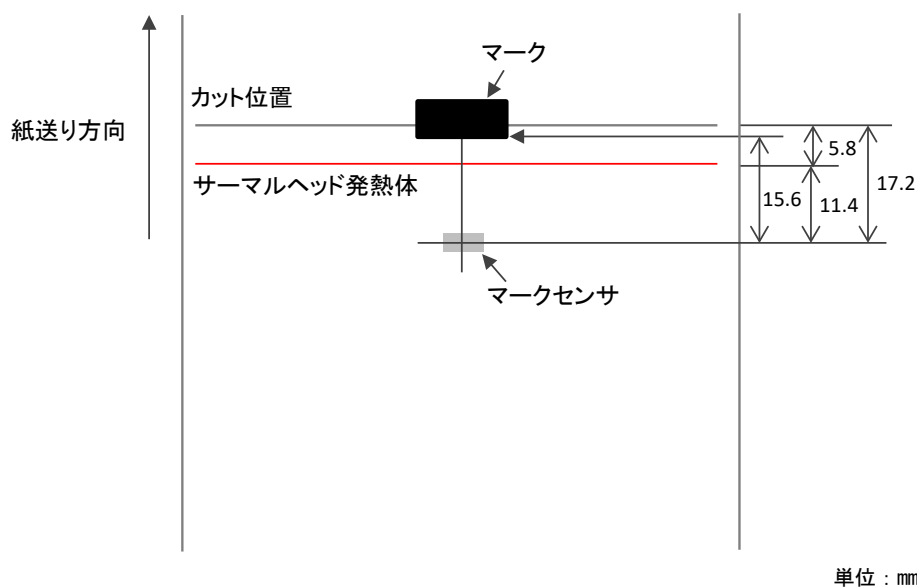 マーク
カット位置
紙送り方向
5.8
サーマルヘッド発熱体
17.2
15.6
11.4
マークセンサ
単位：㎜